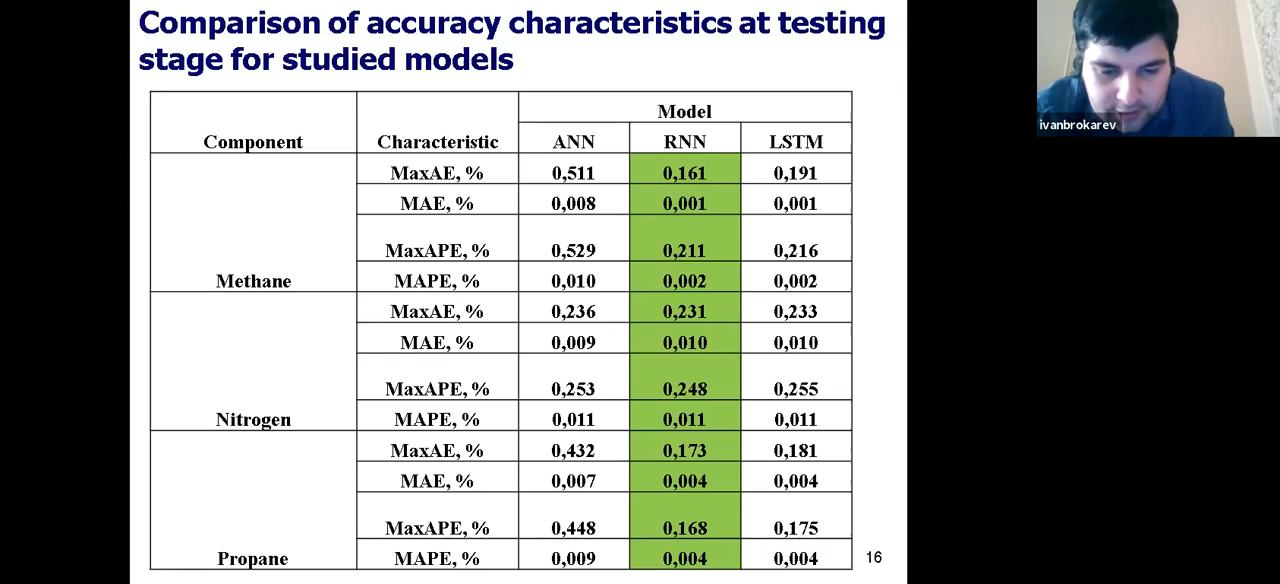 Comparison of accuracy characteristics at testing
stage for studied models
ivanbrokarev
Component Characteristic Model
ANN RNN LSTM
MaxAE, % 0,511 0,161 0,191
MAE, % 0,008 0,001 0,001
MaxAPE, % 0,529 0,211 0,216
Methane MAPE, % 0,010 0,002 0,002
MaxAE, % 0,236 0,231 0,233
MAE, % 0,009 0,010 0,010
MaxAPE, % 0,253 0,248 0,255
Nitrogen MAPE, % 0,011 0,011 0,011
MaxAE, % 0,432 0,173 0,181
MAE, % 0,007 0,004 0,004
MaxAPE, % 0,448 0,168 0,175
Propane MAPE, % 0,009 0,004 0,004
16